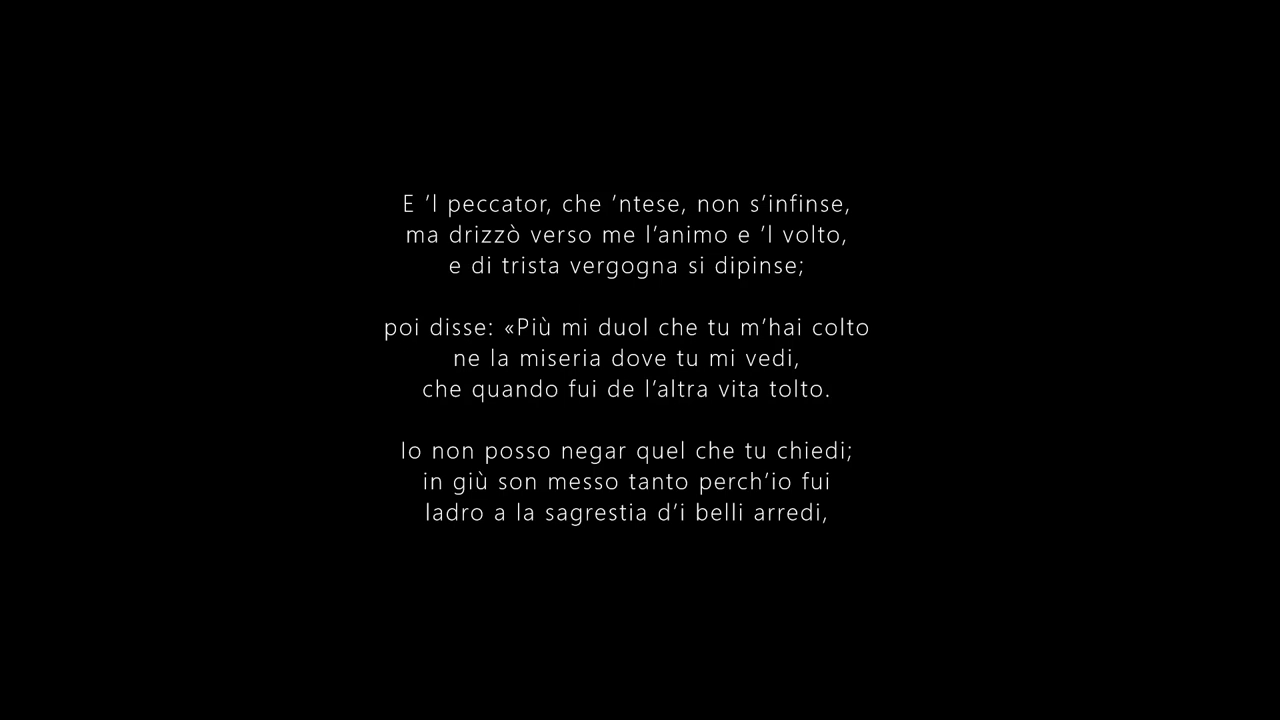 E ’l peccator, che ’ntese, non s’infinse,
ma drizzò verso me l’animo e ’l volto,
e di trista vergogna si dipinse;
poi disse: «Più mi duol che tu m’hai colto
ne la miseria dove tu mi vedi,
che quando fui de l’altra vita tolto.
Io non posso negar quel che tu chiedi;
in giù son messo tanto perch’io fui
ladro a la sagrestia d’i belli arredi,